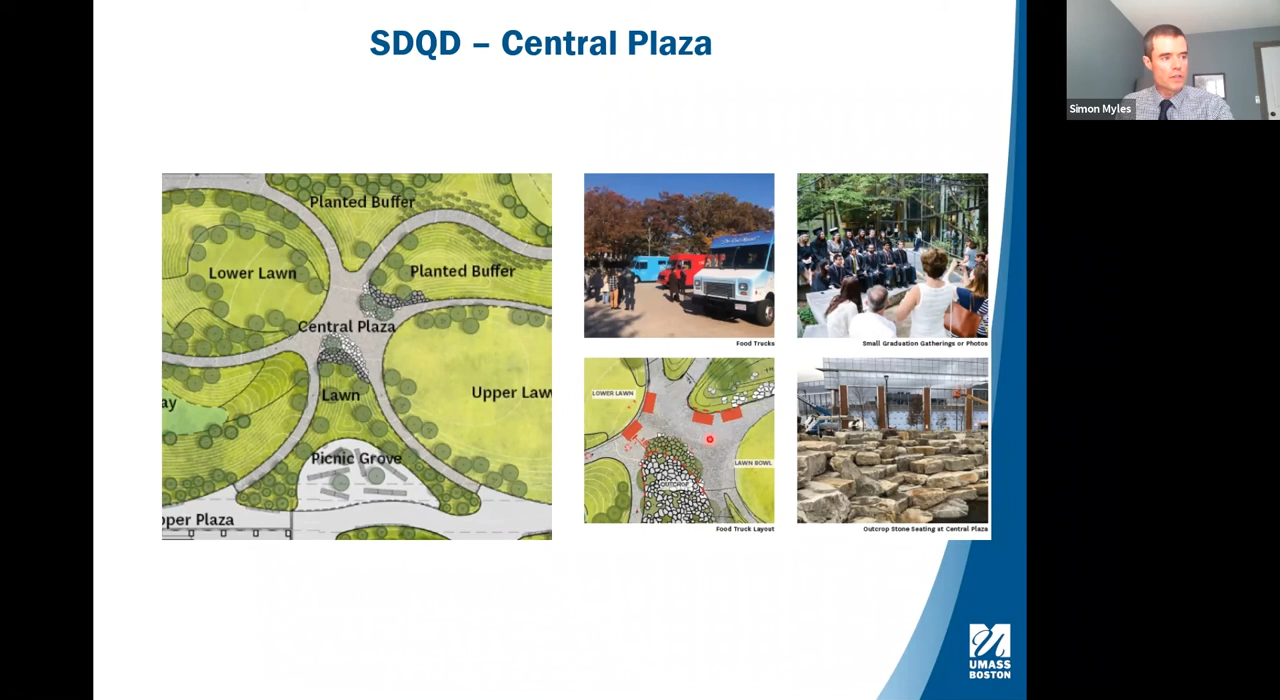 SDQD – Central Plaza
Simon Myles
Planted Buffer
Lower Lawn
Planted Buffer
Central Plaza
Lawn
Upper Law
ay
Picnic Grove
pper Plaza
Food Trucks
Small Graduation Gatherings or Photos
LOWER LAWN
LAWN BOWL
OUTCROP
Food Truck Layout
Outcrop Stone Seating at Central Plaza
UMASS
BOSTON